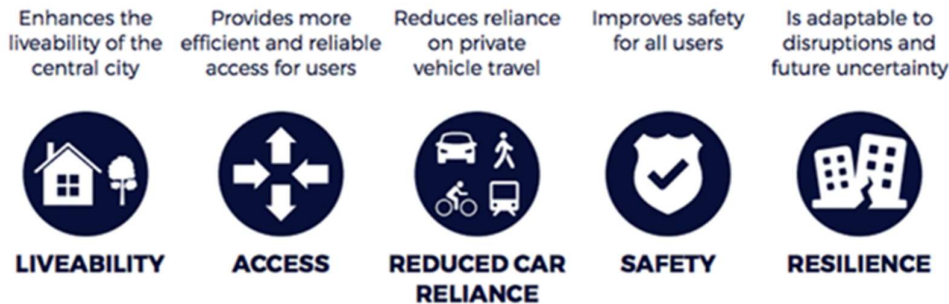 Enhances the
liveability of the
central city
Provides more
efficient and reliable
access for users
Reduces reliance
on private
vehicle travel
Improves safety
for all users
Is adaptable to
disruptions and
future uncertainty
LIVEABILITY
ACCESS
REDUCED CAR
RELIANCE
SAFETY
RESILIENCE